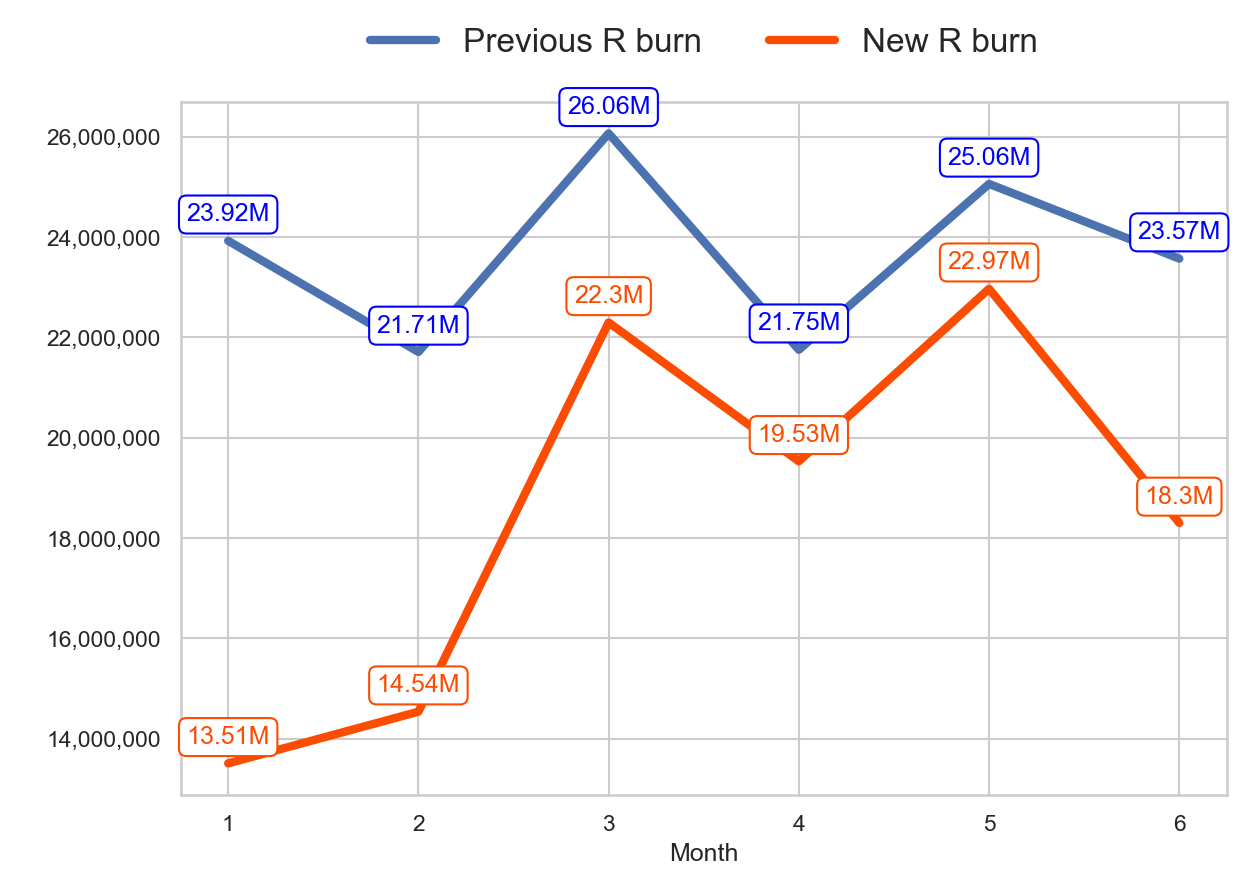 Previous R burn New R burn
26.06M
26,000,000
25.06M
23.92M
23.57M
24,000,000
22.97M
22.3M
21.71M
21.75M
22,000,000
20,000,000
19.53M
18.3M
18,000,000
16,000,000
14.54M
13.51M
14,000,000
1 2 3 4 5 6
Month